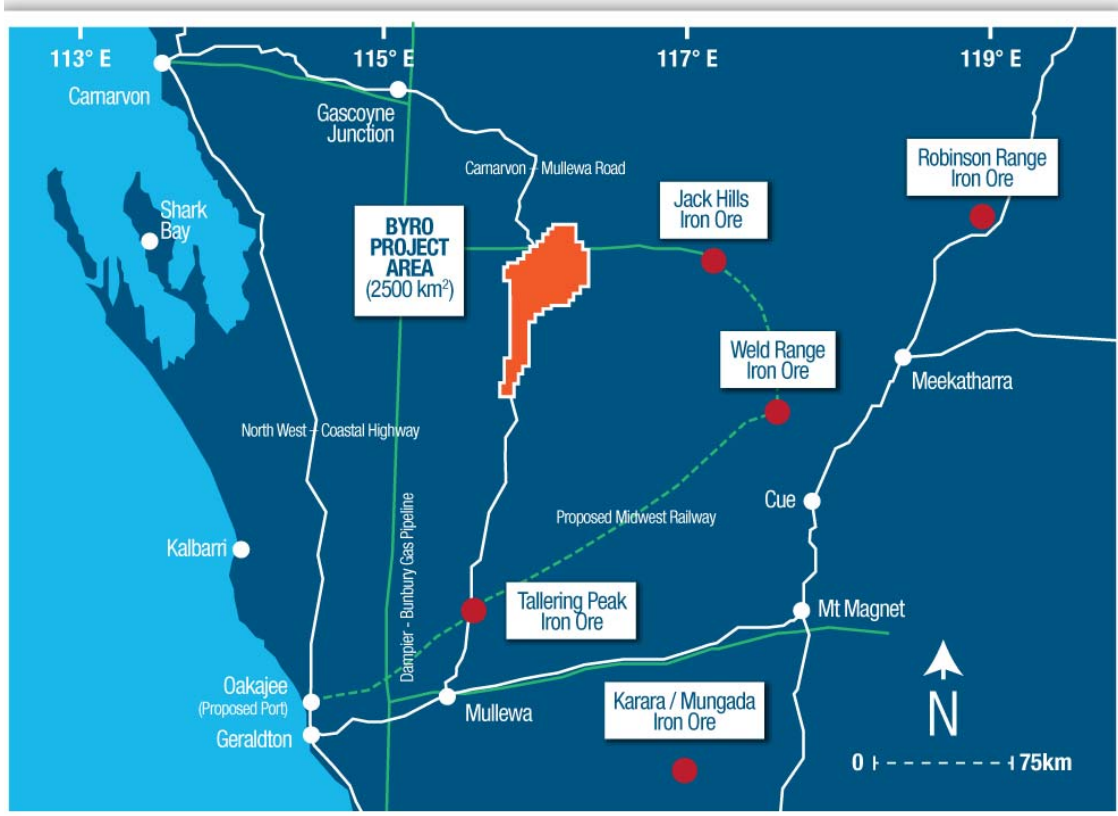 113° E
115° E
117° E
119° E
Carnarvon
Gascoyne
Junction
Carnarvon - Mullewa Road
Robinson Range
Iron Ore
Jack Hills
Iron Ore
Shark
Bay
BYRO
PROJECT
AREA
(2500 km²)
Weld Range
Iron Ore
Meekatharra
North West - Coastal Highway
Cue
Proposed Midwest Railway
Dampier - Bunbury Gas Pipeline
Kalbarri
Tallering Peak
Iron Ore
Mt Magnet
Oakajee
(Proposed Port)
Mullewa
Geraldton
Karara / Mungada
Iron Ore
N
0
75km